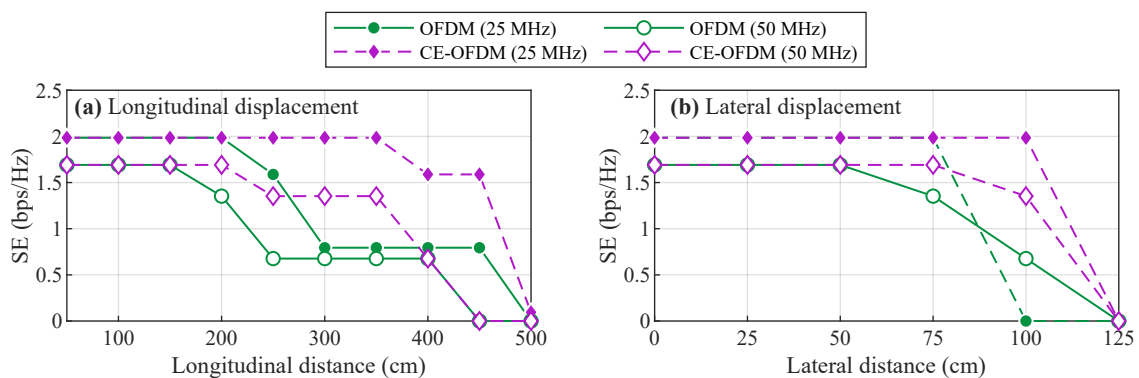 OFDM (25 MHz) OFDM (50 MHz)
CE-OFDM (25 MHz) CE-OFDM (50 MHz)
(a) Longitudinal displacement
SE (bps/Hz)
2.5
2
1.5
1
0.5
0
100 200 300 400 500
Longitudinal distance (cm)
(b) Lateral displacement
SE (bps/Hz)
2.5
2
1.5
1
0.5
0
0 25 50 75 100 125
Lateral distance (cm)